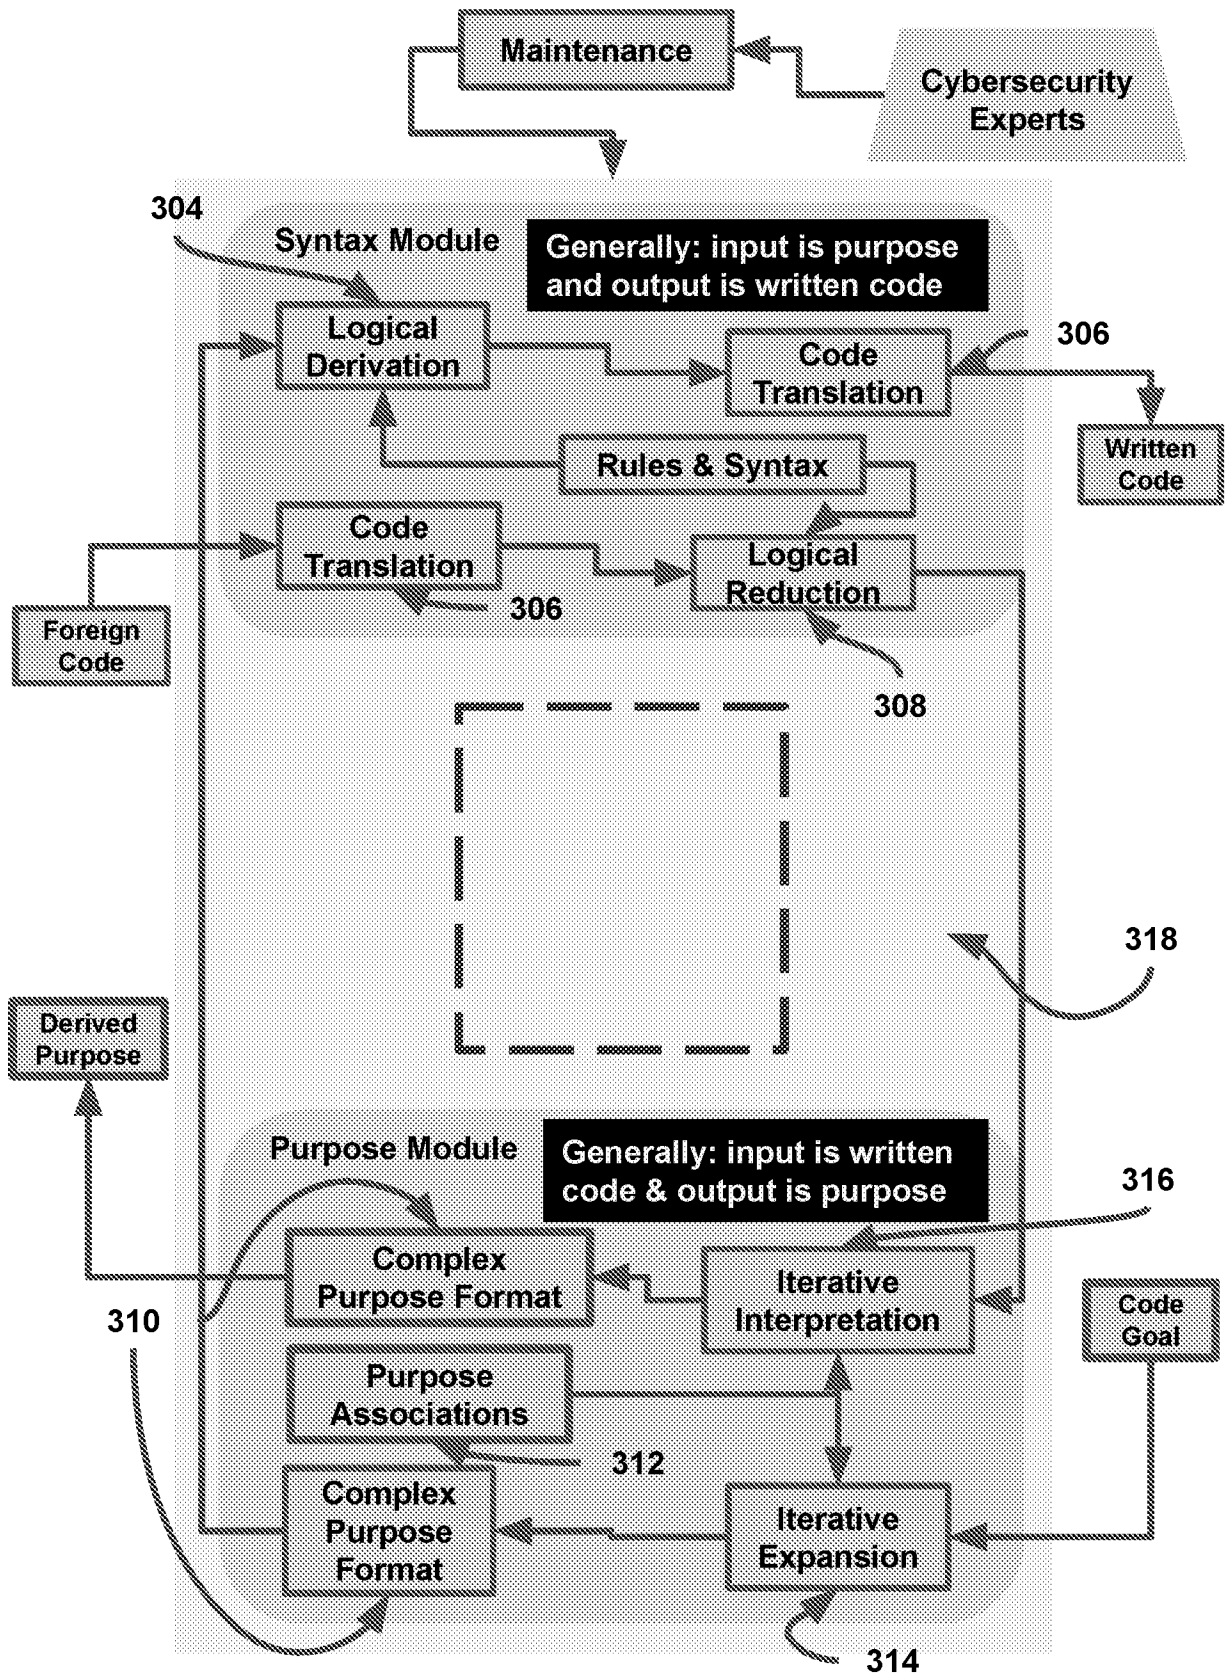 Maintenance
Cybersecurity
Experts
304
Syntax Module
Generally: input is purpose
and output is written code
Logical
Derivation
Code
Translation
306
Written
Code
Rules & Syntax
Code
Translation
306
Logical
Reduction
308
Foreign
Code
318
Derived
Purpose
Purpose Module
Generally: input is written
code & output is purpose
316
Complex
Purpose Format
Iterative
Interpretation
310
Code
Goal
Purpose
Associations
312
Complex
Purpose
Format
Iterative
Expansion
314